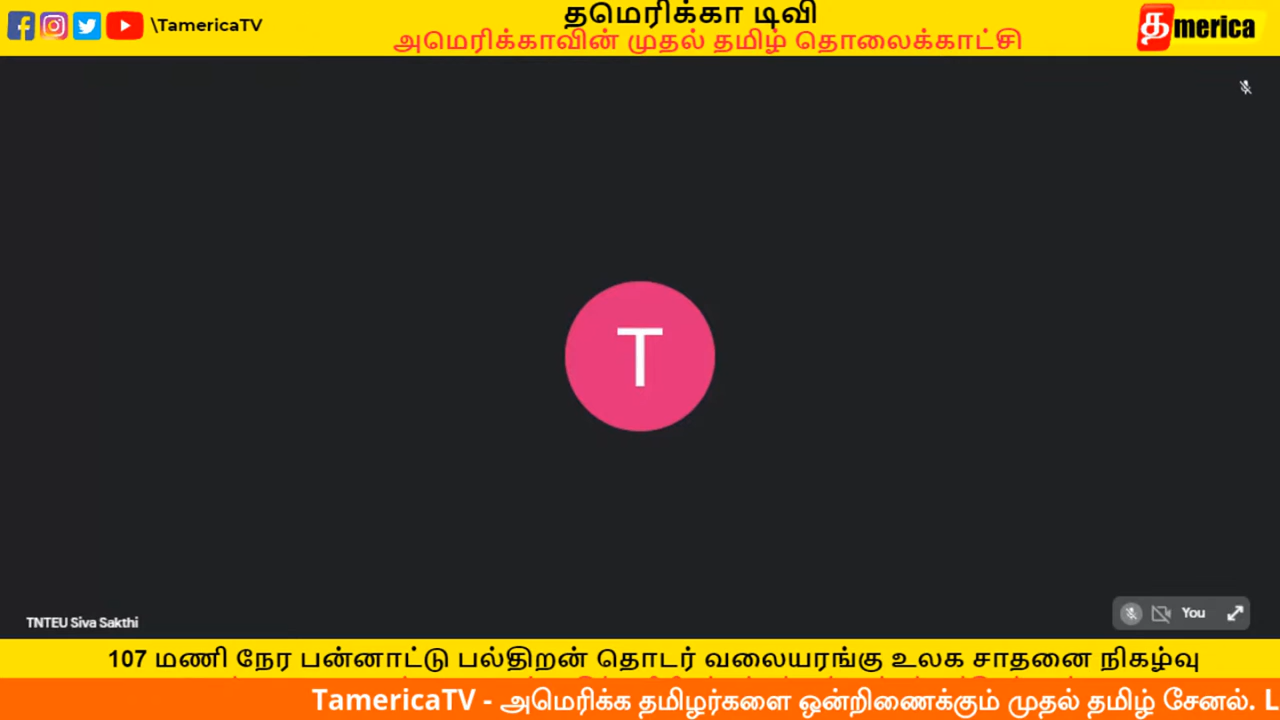 \TamericaTV
தமெரிக்கா டிவி
அமெரிக்காவின் முதல் தமிழ் தொலைக்காட்சி
தmerica
T
TNTEU Siva Sakthi
You
107 மணி நேர பன்னாட்டு பல்திறன் தொடர் வலையரங்கு உலக சாதனை நிகழ்வு
TamericaTV - அமெரிக்க தமிழர்களை ஒன்றிணைக்கும் முதல் தமிழ் சேனல். L